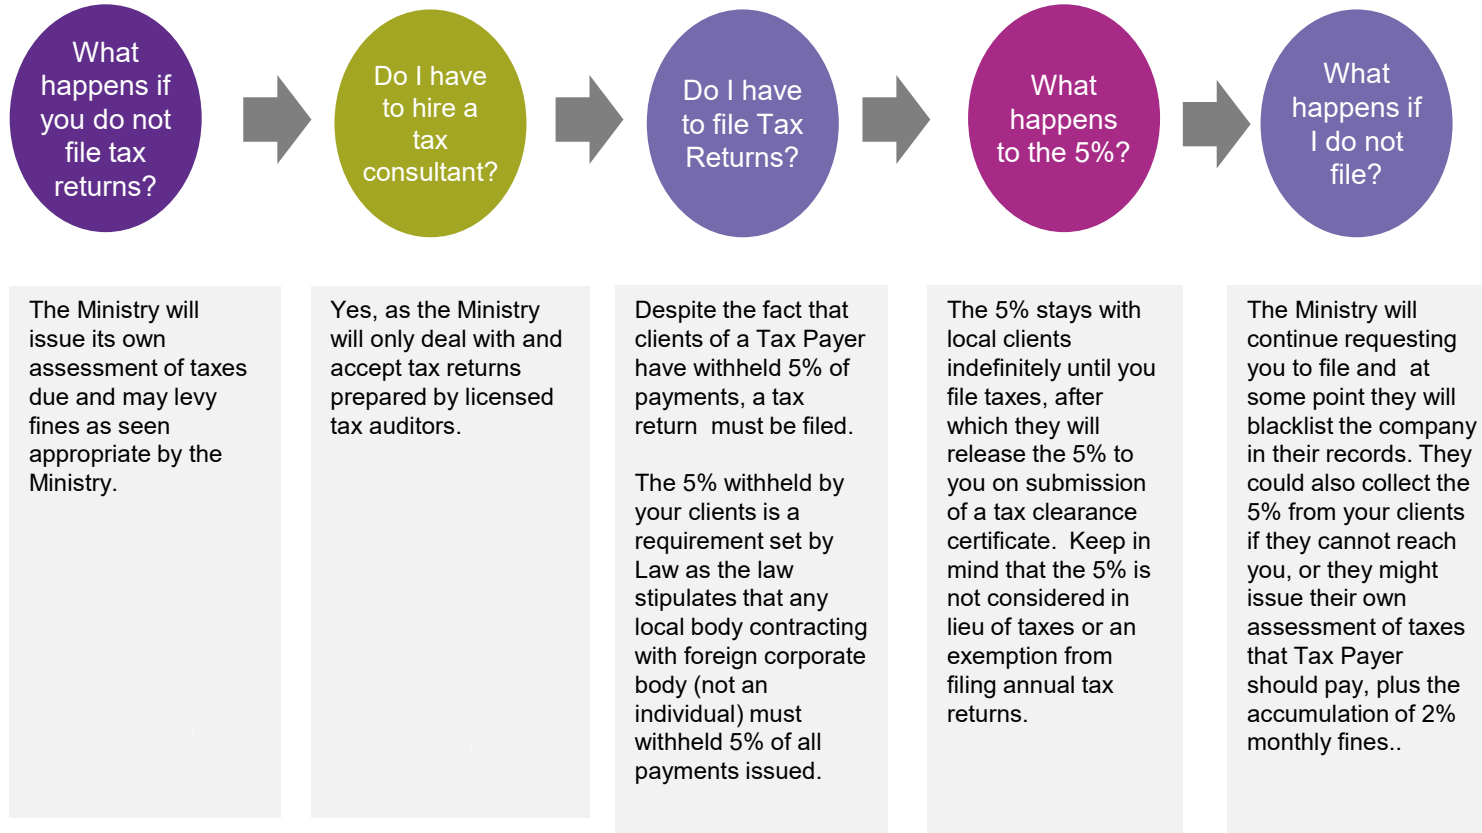 What
happens if
you do not
file tax
returns?
Do I have
to hire a
tax
consultant?
Do I have
to file Tax
Returns?
What
happens
to the 5%?
What
happens if
I do not
file?
The Ministry will
issue its own
assessment of taxes
due and may levy
fines as seen
appropriate by the
Ministry.
Yes, as the Ministry
will only deal with and
accept tax returns
prepared by licensed
tax auditors.
Despite the fact that
clients of a Tax Payer
have withheld 5% of
payments, a tax
return  must be filed.
The 5% withheld by
your clients is a
requirement set by
Law as the law
stipulates that any
local body contracting
with foreign corporate
body (not an
individual) must
withheld 5% of all
payments issued.
The 5% stays with
local clients
indefinitely until you
file taxes, after
which they will
release the 5% to
you on submission
of a tax clearance
certificate.  Keep in
mind that the 5% is
not considered in
lieu of taxes or an
exemption from
filing annual tax
returns.
The Ministry will
continue requesting
you to file and  at
some point they will
blacklist the company
in their records. They
could also collect the
5% from your clients
if they cannot reach
you, or they might
issue their own
assessment of taxes
that Tax Payer
should pay, plus the
accumulation of 2%
monthly fines..